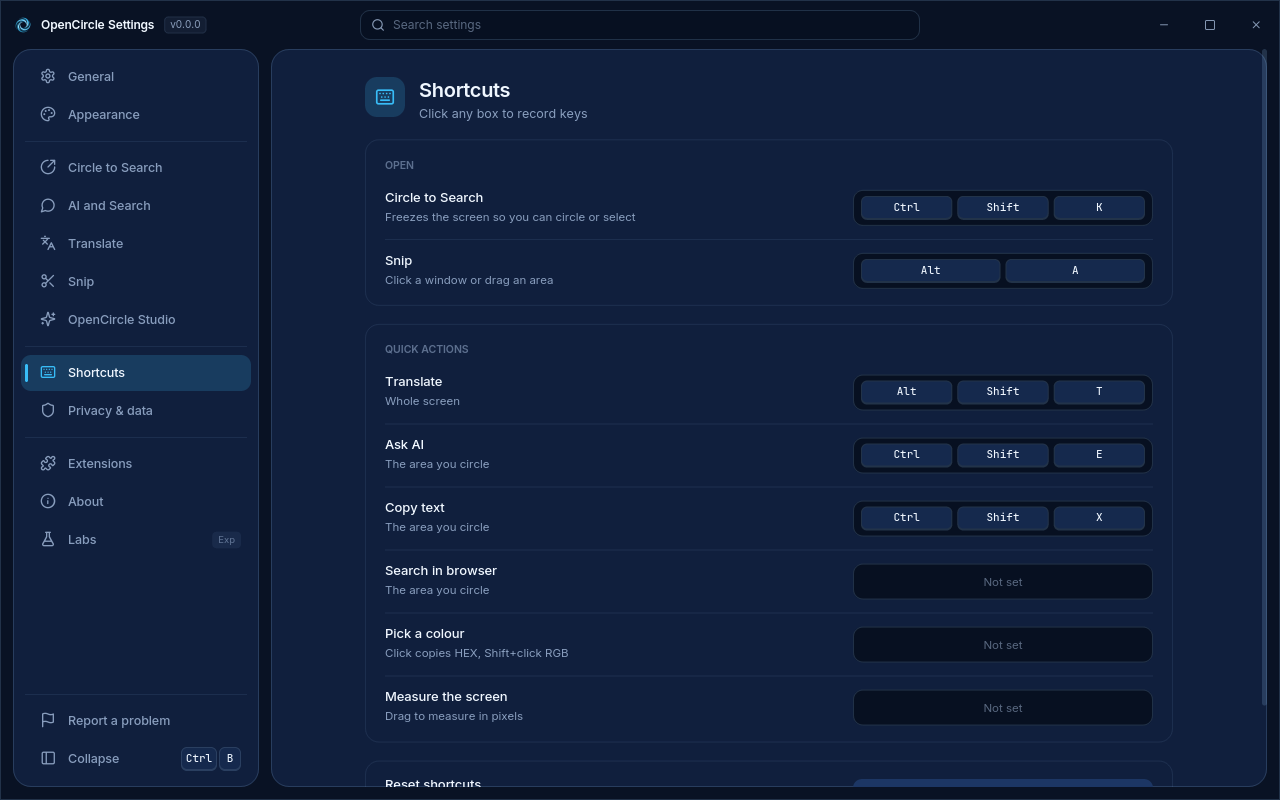 OpenCircle Settings v0.0.0
Search settings
General
Appearance
Circle to Search
AI and Search
Translate
Snip
OpenCircle Studio
Shortcuts
Privacy & data
Extensions
About
Labs Exp
Report a problem
Collapse Ctrl B
Shortcuts
Click any box to record keys
OPEN
Circle to Search
Freezes the screen so you can circle or select
Ctrl Shift K
Snip
Click a window or drag an area
Alt A
QUICK ACTIONS
Translate
Whole screen
Alt Shift T
Ask AI
The area you circle
Ctrl Shift E
Copy text
The area you circle
Ctrl Shift X
Search in browser
The area you circle
Not set
Pick a colour
Click copies HEX, Shift+click RGB
Not set
Measure the screen
Drag to measure in pixels
Not set
Reset shortcuts